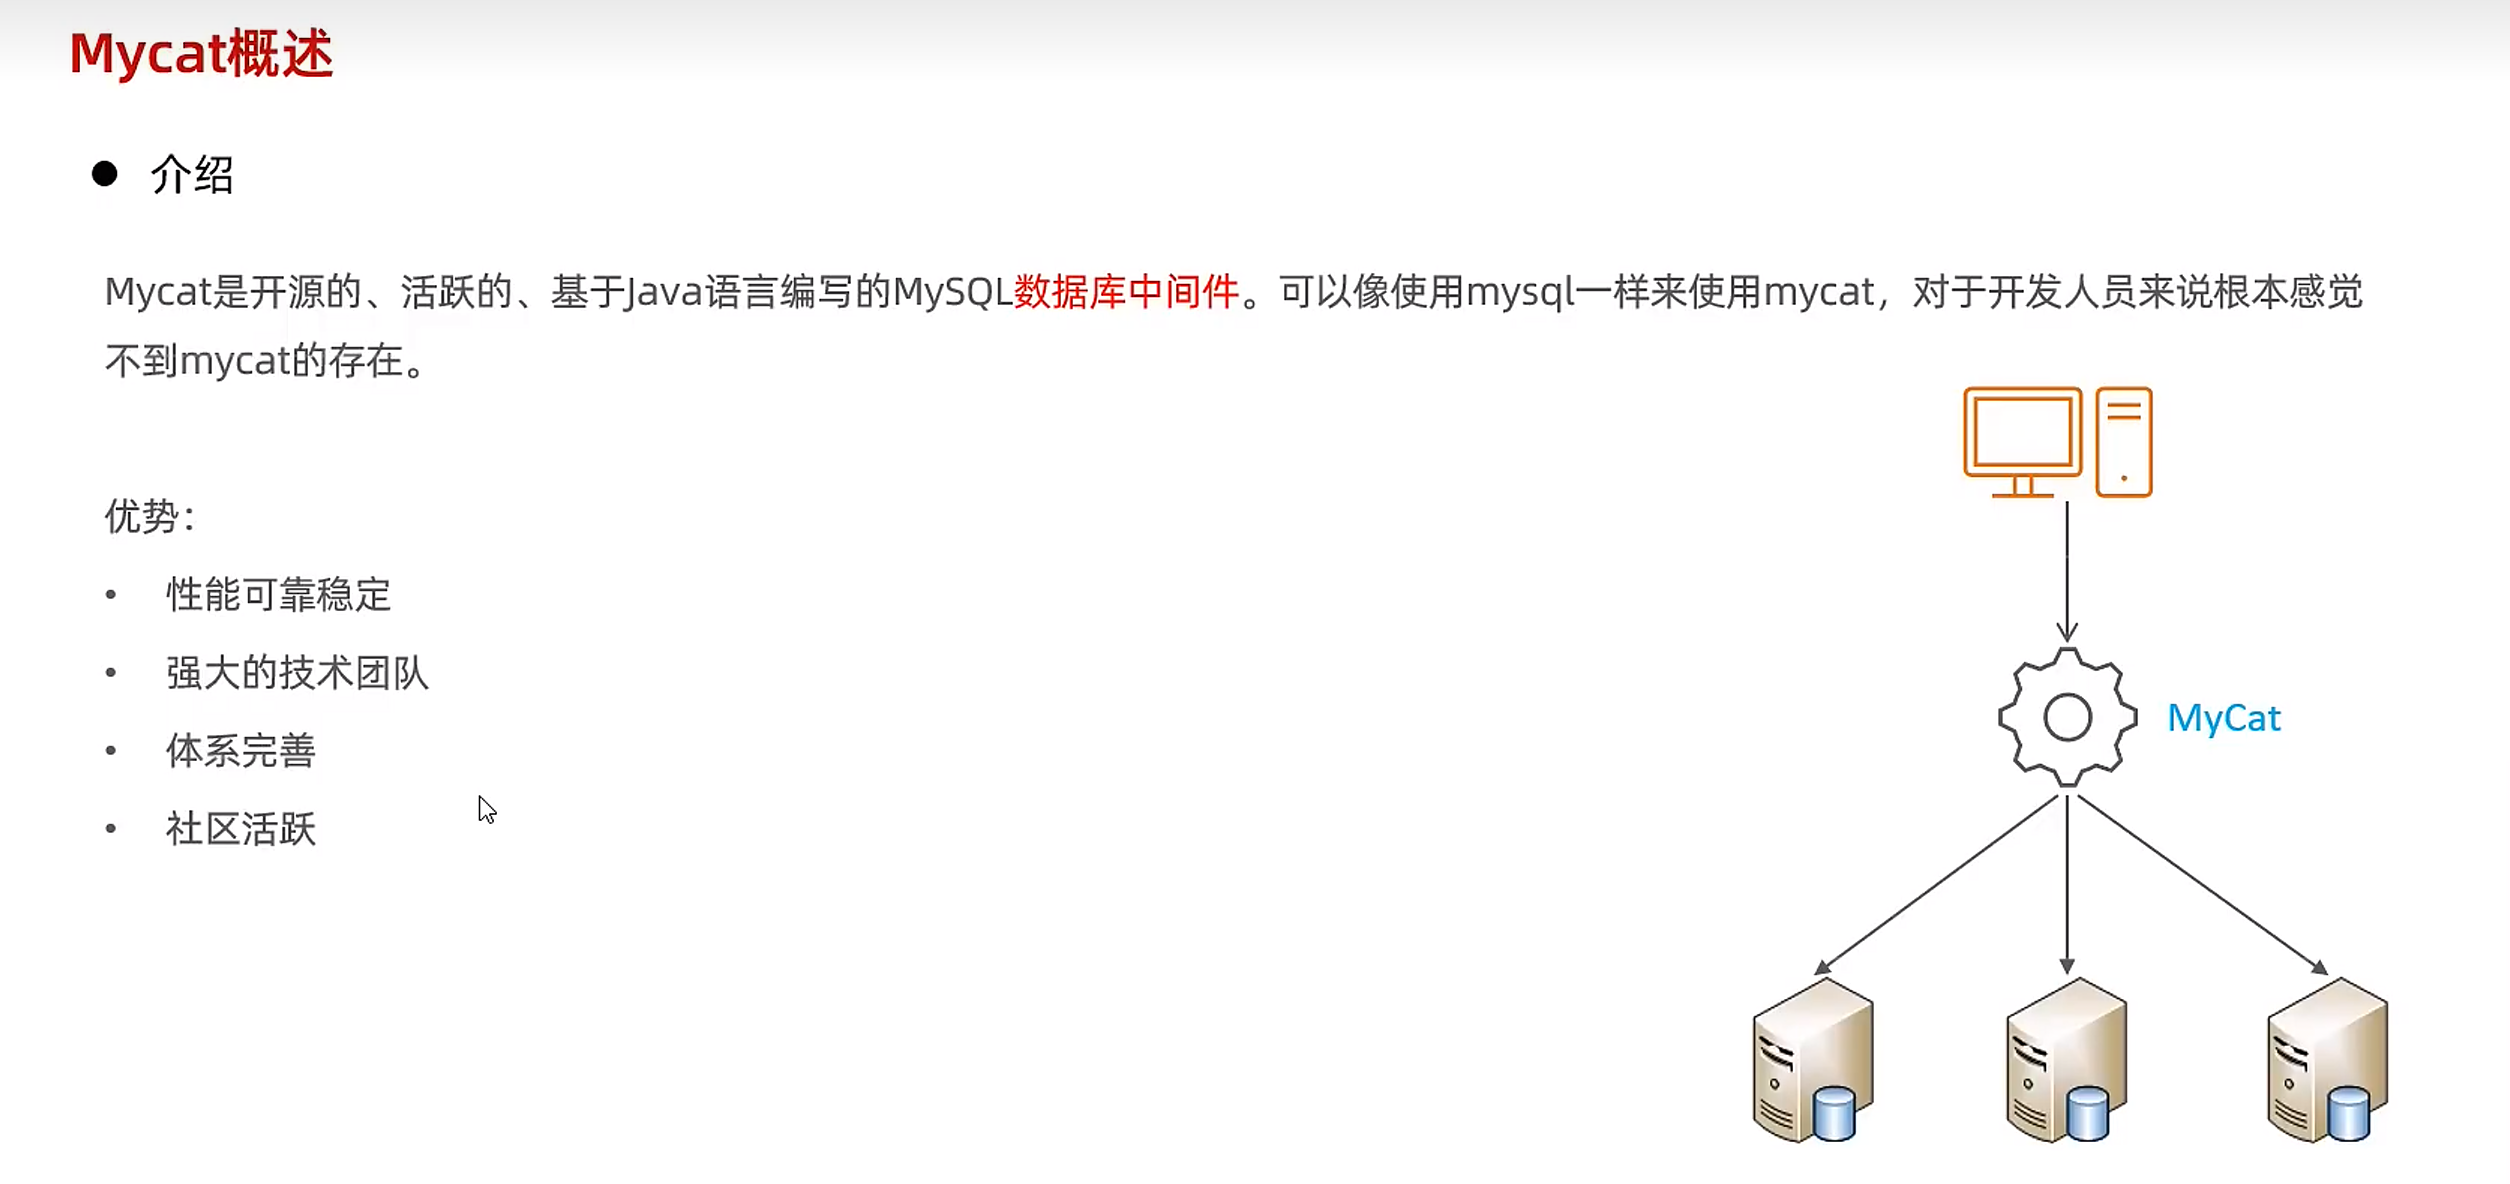 Mycat概述
● 介绍
Mycat是开源的、活跃的、基于Java语言编写的MySQL数据库中间件。可以像使用mysql一样来使用mycat，对于开发人员来说根本感觉
不到mycat的存在。
优势：
• 性能可靠稳定
• 强大的技术团队
• 体系完善
• 社区活跃
MyCat